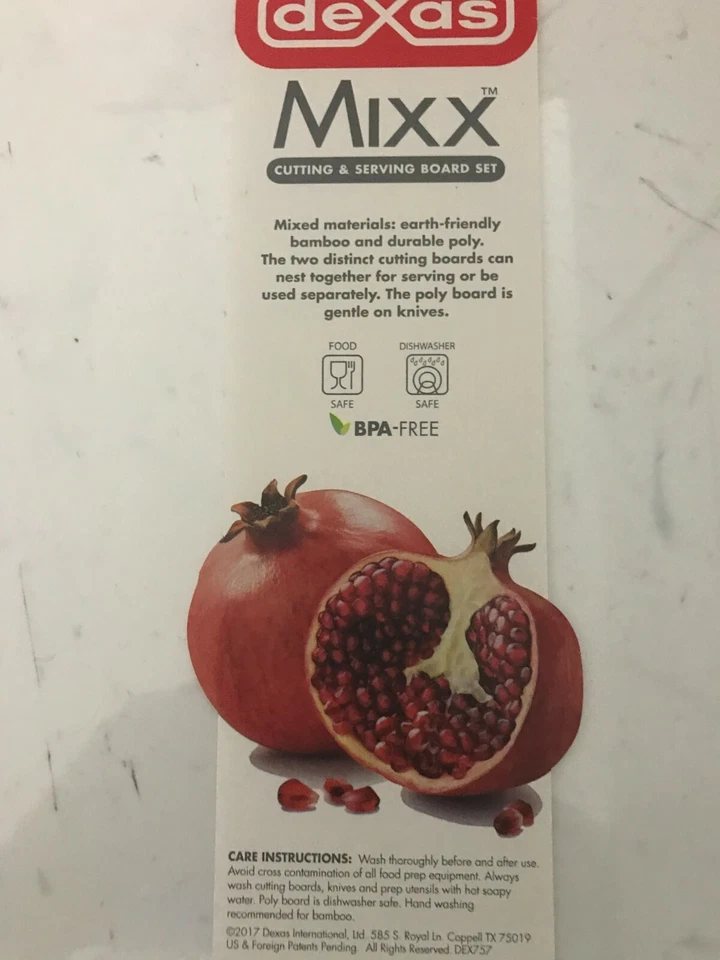 dexas
MIXX™
CUTTING & SERVING BOARD SET
Mixed materials: earth-friendly
bamboo and durable poly.
The two distinct cutting boards can
nest together for serving or be
used separately. The poly board is
gentle on knives.
FOOD DISHWASHER
SAFE SAFE
BPA-FREE
CARE INSTRUCTIONS: Wash thoroughly before and after use.
Avoid cross contamination of all food prep equipment. Always
wash cutting boards, knives and prep utensils with hot soapy
water. Poly board is dishwasher safe. Hand washing
recommended for bamboo.
©2017 Dexas International, Ltd. 585 S. Royal Ln. Coppell TX 75019
US & Foreign Patents Pending. All Rights Reserved. DEX757